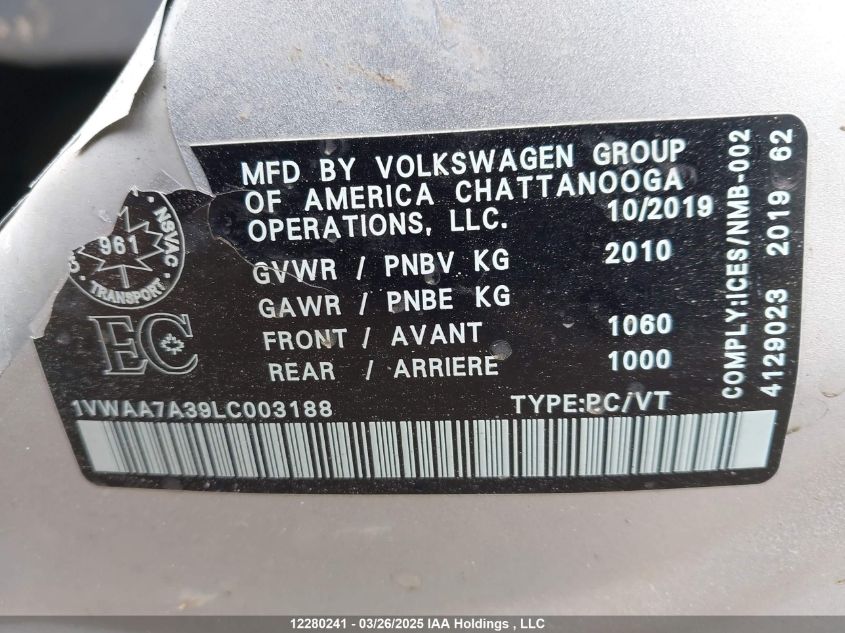 MFD BY VOLKSWAGEN GROUP
OF AMERICA CHATTANOOGA
OPERATIONS, LLC. 10/2019
GVWR / PNBV KG 2010
GAWR / PNBE KG
FRONT / AVANT 1060
REAR / ARRIERE 1000
961
NSVAC
TRANSPORT
EC
1VWAA7A39LC003188 TYPE:PC/VT
COMPLY:ICES/NMB-002
4129023 2019 62
12280241 - 03/26/2025 IAA Holdings , LLC